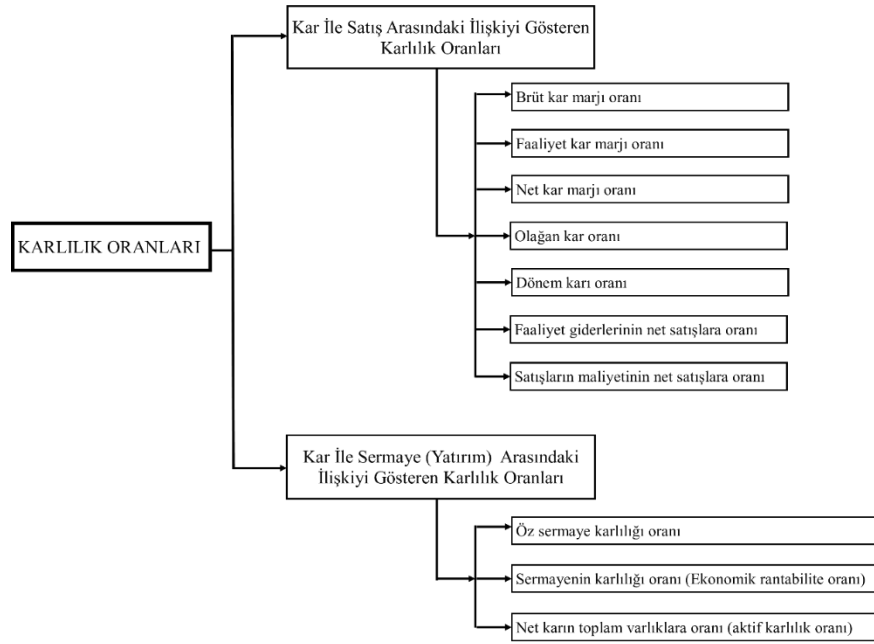 Kar İle Satış Arasındaki İlişkiyi Gösteren
Karlılık Oranları
Brüt kar marjı oranı
Faaliyet kar marjı oranı
Net kar marjı oranı
KARLILIK ORANLARI
Olağan kar oranı
Dönem karı oranı
Faaliyet giderlerinin net satışlara oranı
Satışların maliyetinin net satışlara oranı
Kar İle Sermaye (Yatırım) Arasındaki
İlişkiyi Gösteren Karlılık Oranları
Öz sermaye karlılığı oranı
Sermayenin karlılığı oranı (Ekonomik rantabilite oranı)
Net karın toplam varlıklara oranı (aktif karlılık oranı)